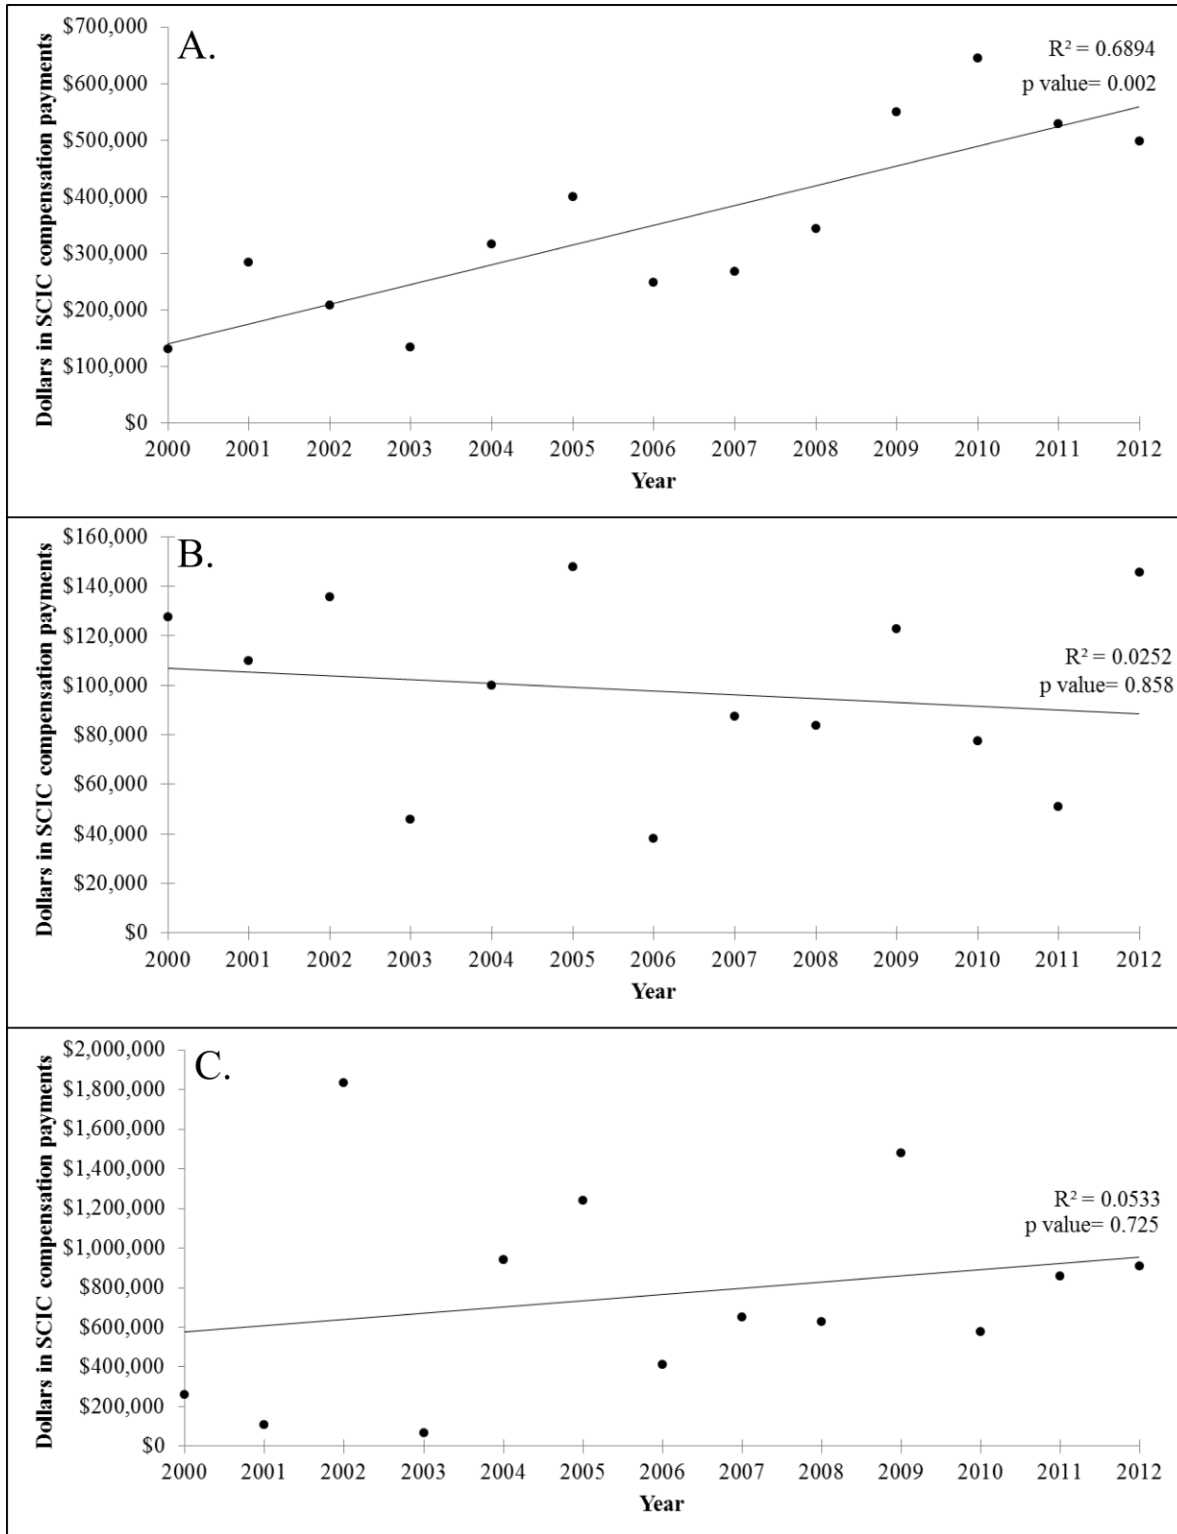 A.
R² = 0.6894
p value= 0.002
Dollars in SCIC compensation payments
$700,000
$600,000
$500,000
$400,000
$300,000
$200,000
$100,000
$0
2000 2001 2002 2003 2004 2005 2006 2007 2008 2009 2010 2011 2012
Year
B.
R² = 0.0252
p value= 0.858
Dollars in SCIC compensation payments
$160,000
$140,000
$120,000
$100,000
$80,000
$60,000
$40,000
$20,000
$0
2000 2001 2002 2003 2004 2005 2006 2007 2008 2009 2010 2011 2012
Year
C.
R² = 0.0533
p value= 0.725
Dollars in SCIC compensation payments
$2,000,000
$1,800,000
$1,600,000
$1,400,000
$1,200,000
$1,000,000
$800,000
$600,000
$400,000
$200,000
$0
2000 2001 2002 2003 2004 2005 2006 2007 2008 2009 2010 2011 2012
Year